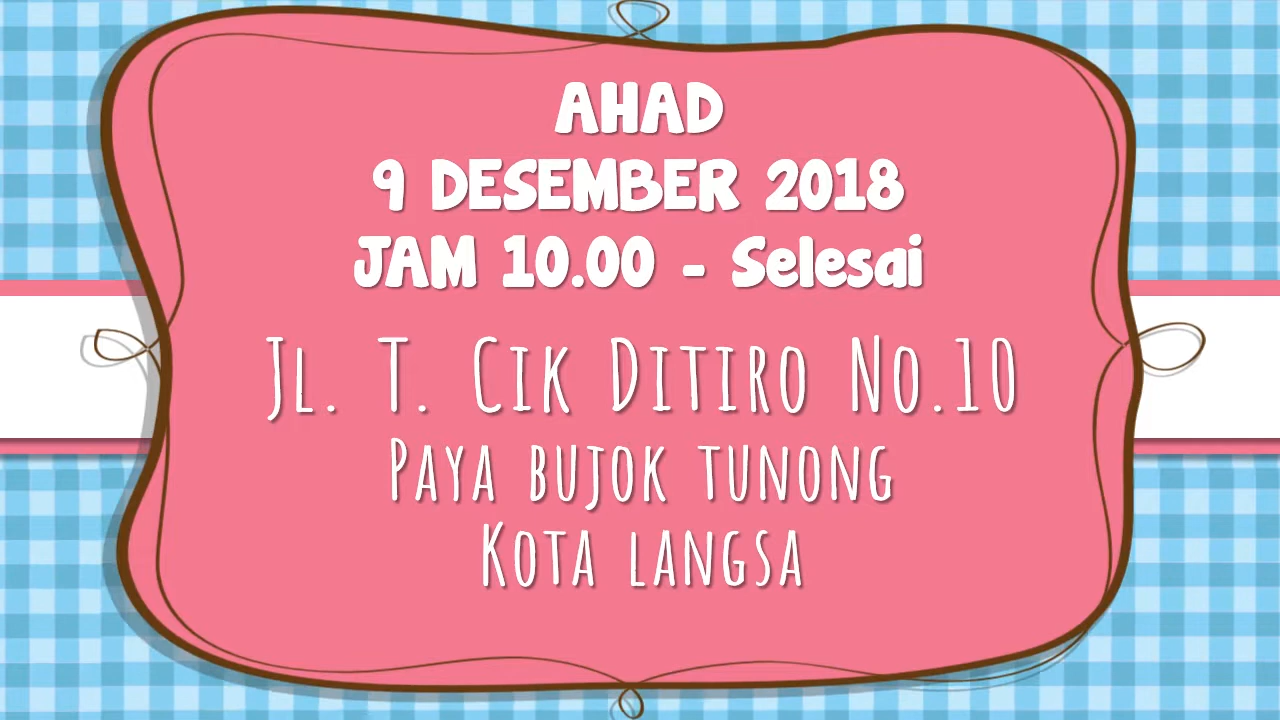 AHAD
9 DESEMBER 2018
JAM 10.00 - Selesai
JL. T. CIK DITIRO NO.10
PAYA BUJOK TUNONG
KOTA LANGSA